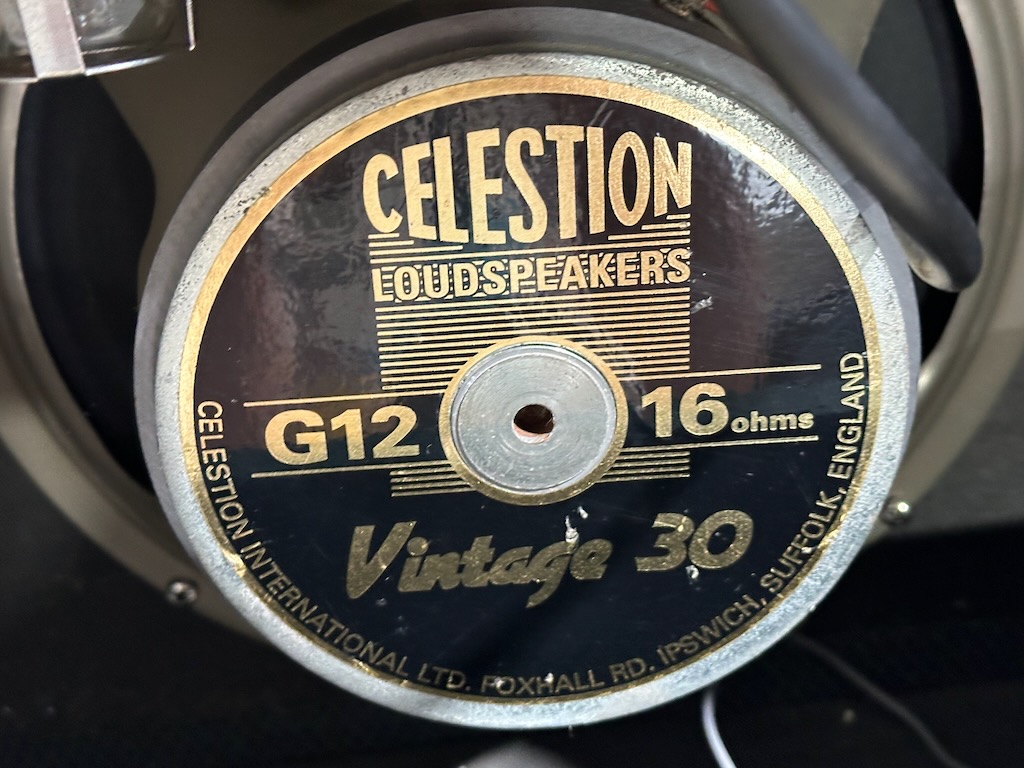 CELESTION
LOUDSPEAKERS
G12
16 ohms
Vintage 30
CELESTION INTERNATIONAL LTD. FOXHALL RD. IPSWICH, SUFFOLK, ENGLAND